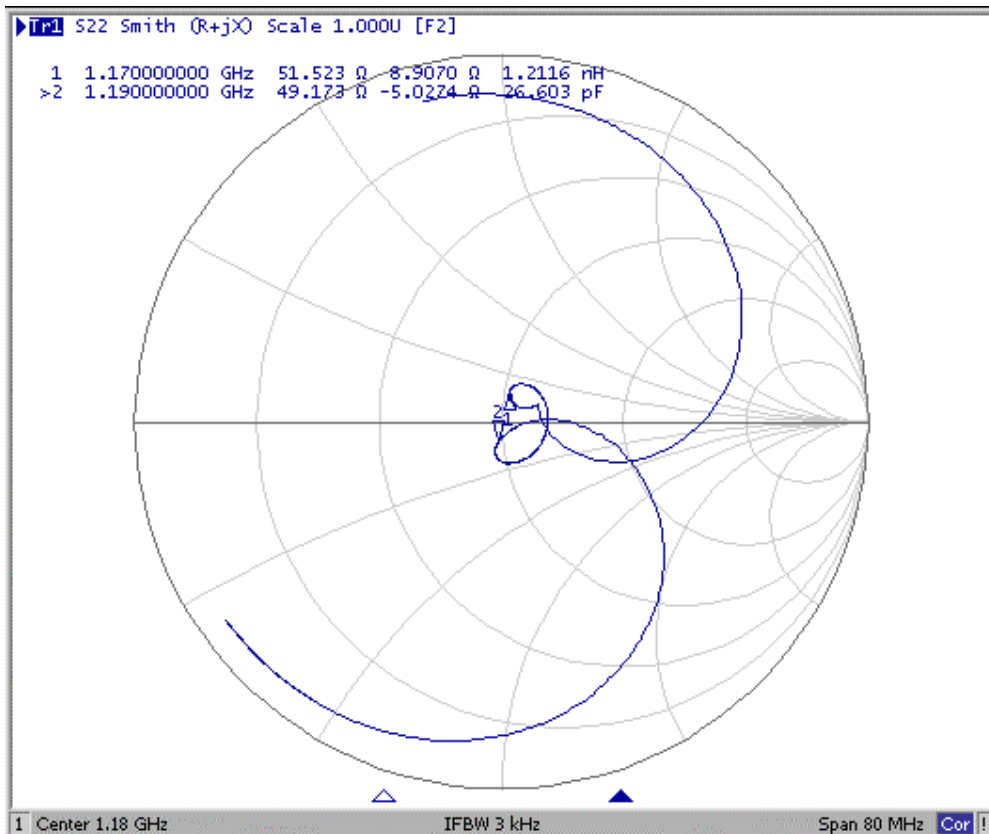 Tr1 S22 Smith (R+jX) Scale 1.000U [F2]
1 1.170000000 GHz 51.523 Ω 8.9070 Ω 1.2116 nH
>2 1.190000000 GHz 49.173 Ω -5.0274 Ω 26.603 pF
2
1
1 Center 1.18 GHz IFBW 3 kHz Span 80 MHz Cor !